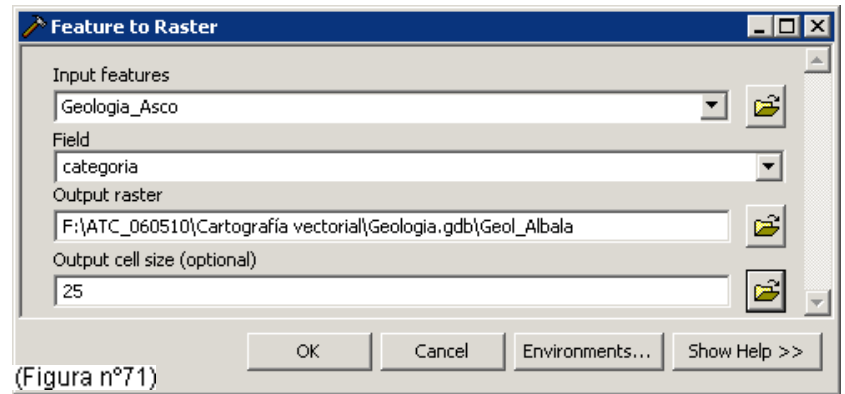 Feature to Raster
Input features
Geologia_Asco
Field
categoria
Output raster
F:\ATC_060510\Cartografía vectorial\Geologia.gdb\Geol_Albala
Output cell size (optional)
25
OK Cancel Environments... Show Help >>
(Figura nº71)